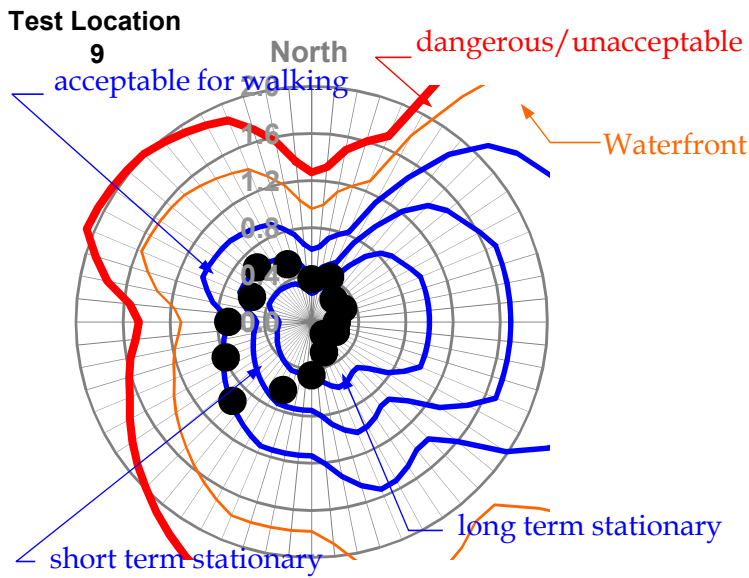 Test Location
9
North
dangerous/unacceptable
acceptable for walking
2.0
1.6
Waterfront
1.2
0.8
0.4
0.0
long term stationary
short term stationary